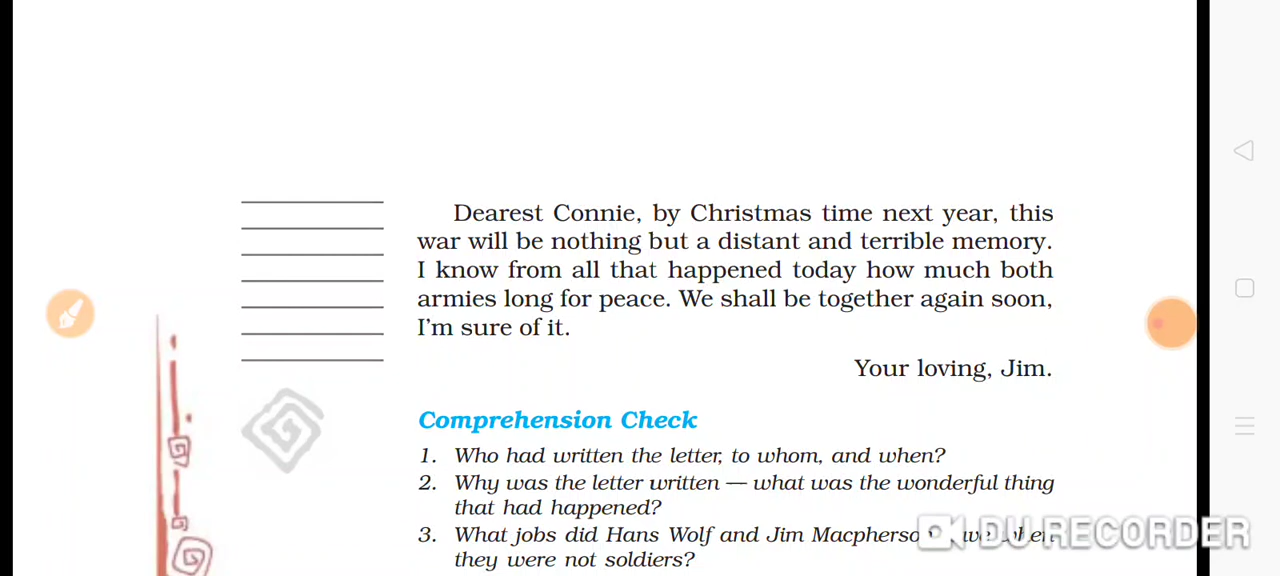 Dearest Connie, by Christmas time next year, this
war will be nothing but a distant and terrible memory.
I know from all that happened today how much both
armies long for peace. We shall be together again soon,
I'm sure of it.
Your loving, Jim.
Comprehension Check
1. Who had written the letter, to whom, and when?
2. Why was the letter written — what was the wonderful thing
that had happened?
3. What jobs did Hans Wolf and Jim
they were not soldiers?
DU RECORDER